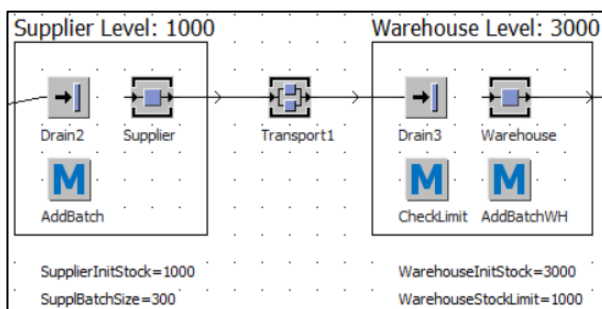 Supplier Level: 1000
Warehouse Level: 3000
Drain2
Supplier
Transport1
Drain3
Warehouse
M
M
M
AddBatch
CheckLimit
AddBatchWH
SupplierInitStock=1000
WarehouseInitStock=3000
SupplBatchSize=300
WarehouseStockLimit=1000